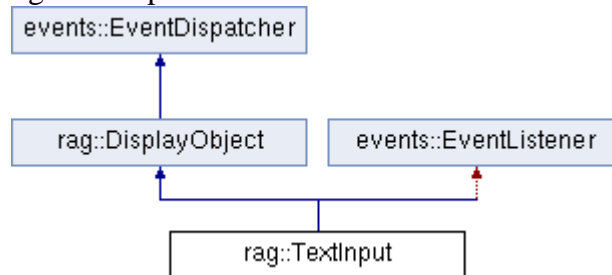 events::EventDispatcher
rag::DisplayObject
events::EventListener
rag::TextInput